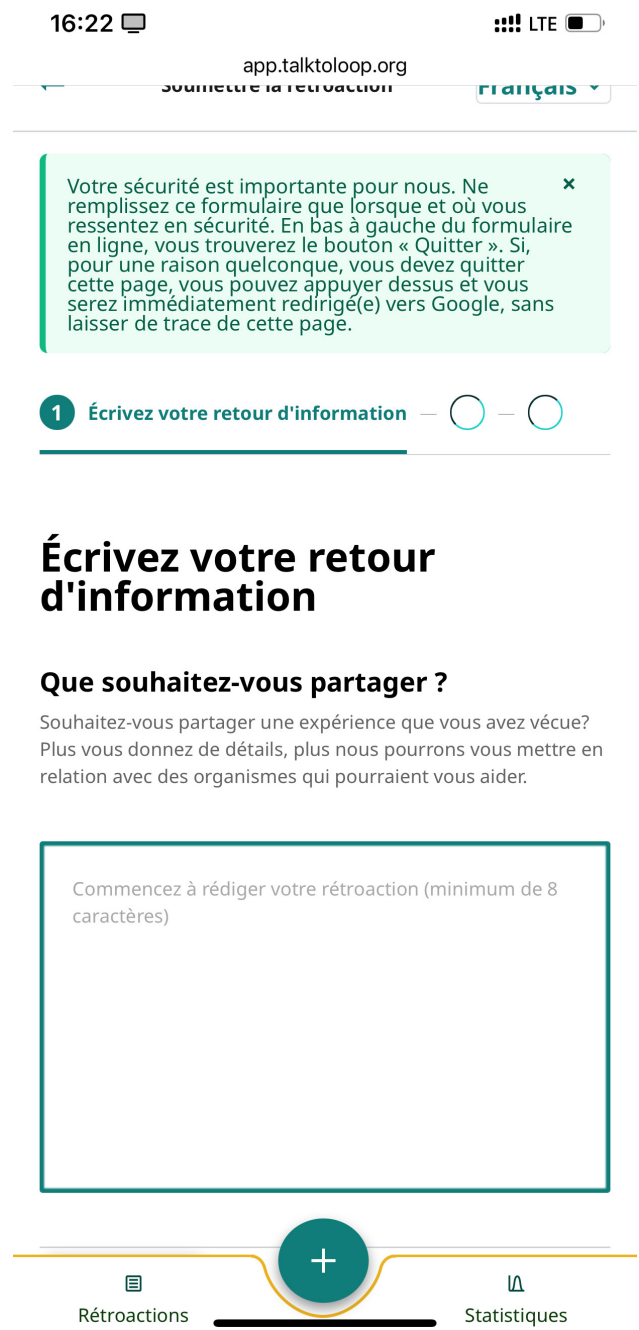 16:22
LTE
app.talktoloop.org
Soumettre la rétroaction
Français
Votre sécurité est importante pour nous. Ne
remplissez ce formulaire que lorsque et où vous
ressentez en sécurité. En bas à gauche du formulaire
en ligne, vous trouverez le bouton « Quitter ». Si,
pour une raison quelconque, vous devez quitter
cette page, vous pouvez appuyer dessus et vous
serez immédiatement redirigé(e) vers Google, sans
laisser de trace de cette page.
1 Écrivez votre retour d'information
Écrivez votre retour
d'information
Que souhaitez-vous partager ?
Souhaitez-vous partager une expérience que vous avez vécue?
Plus vous donnez de détails, plus nous pourrons vous mettre en
relation avec des organismes qui pourraient vous aider.
Commencez à rédiger votre rétroaction (minimum de 8
caractères)
Rétroactions
Statistiques